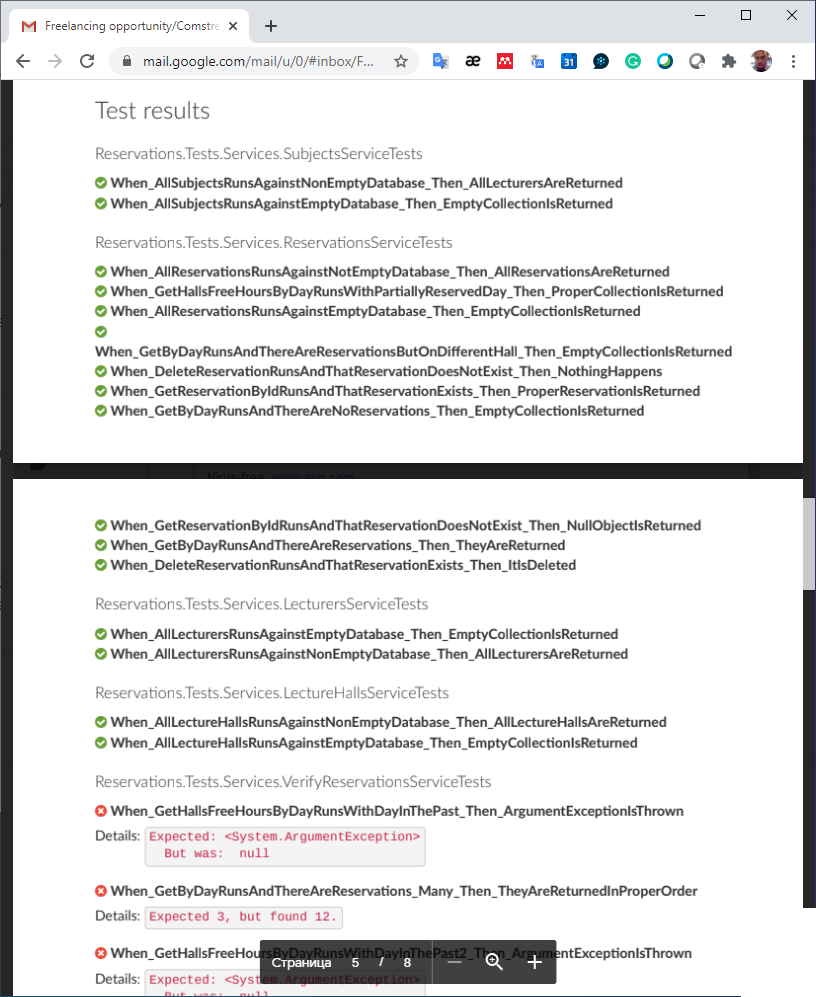 Freelancing opportunity/Comstre
mail.google.com/mail/u/0/#inbox/F...
æ
31
Test results
Reservations.Tests.Services.SubjectsServiceTests
When_AllSubjectsRunsAgainstNonEmptyDatabase_Then_AllLecturersAreReturned
When_AllSubjectsRunsAgainstEmptyDatabase_Then_EmptyCollectionIsReturned
Reservations.Tests.Services.ReservationsServiceTests
When_AllReservationsRunsAgainstNotEmptyDatabase_Then_AllReservationsAreReturned
When_GetHallsFreeHoursByDayRunsWithPartiallyReservedDay_Then_ProperCollectionIsReturned
When_AllReservationsRunsAgainstEmptyDatabase_Then_EmptyCollectionIsReturned
When_GetByDayRunsAndThereAreReservationsButOnDifferentHall_Then_EmptyCollectionIsReturned
When_DeleteReservationRunsAndThatReservationDoesNotExist_Then_NothingHappens
When_GetReservationByIdRunsAndThatReservationExists_Then_ProperReservationIsReturned
When_GetByDayRunsAndThereAreNoReservations_Then_EmptyCollectionIsReturned
Virus-free. www.avg.com
When_GetReservationByIdRunsAndThatReservationDoesNotExist_Then_NullObjectIsReturned
When_GetByDayRunsAndThereAreReservations_Then_TheyAreReturned
When_DeleteReservationRunsAndThatReservationExists_Then_ItIsDeleted
Reservations.Tests.Services.LecturersServiceTests
When_AllLecturersRunsAgainstEmptyDatabase_Then_EmptyCollectionIsReturned
When_AllLecturersRunsAgainstNonEmptyDatabase_Then_AllLecturersAreReturned
Reservations.Tests.Services.LectureHallsServiceTests
When_AllLectureHallsRunsAgainstNonEmptyDatabase_Then_AllLectureHallsAreReturned
When_AllLectureHallsRunsAgainstEmptyDatabase_Then_EmptyCollectionIsReturned
Reservations.Tests.Services.VerifyReservationsServiceTests
When_GetHallsFreeHoursByDayRunsWithDayInThePast_Then_ArgumentExceptionIsThrown
Details: Expected: <System.ArgumentException>
But was: null
When_GetByDayRunsAndThereAreReservations_Many_Then_TheyAreReturnedInProperOrder
Details: Expected 3, but found 12.
When_GetHallsFreeHoursByDayRunsWithDayInThePast2_Then_ArgumentExceptionIsThrown
Страница 5 / 8
Details: Expected: <System.ArgumentException>
But was: null